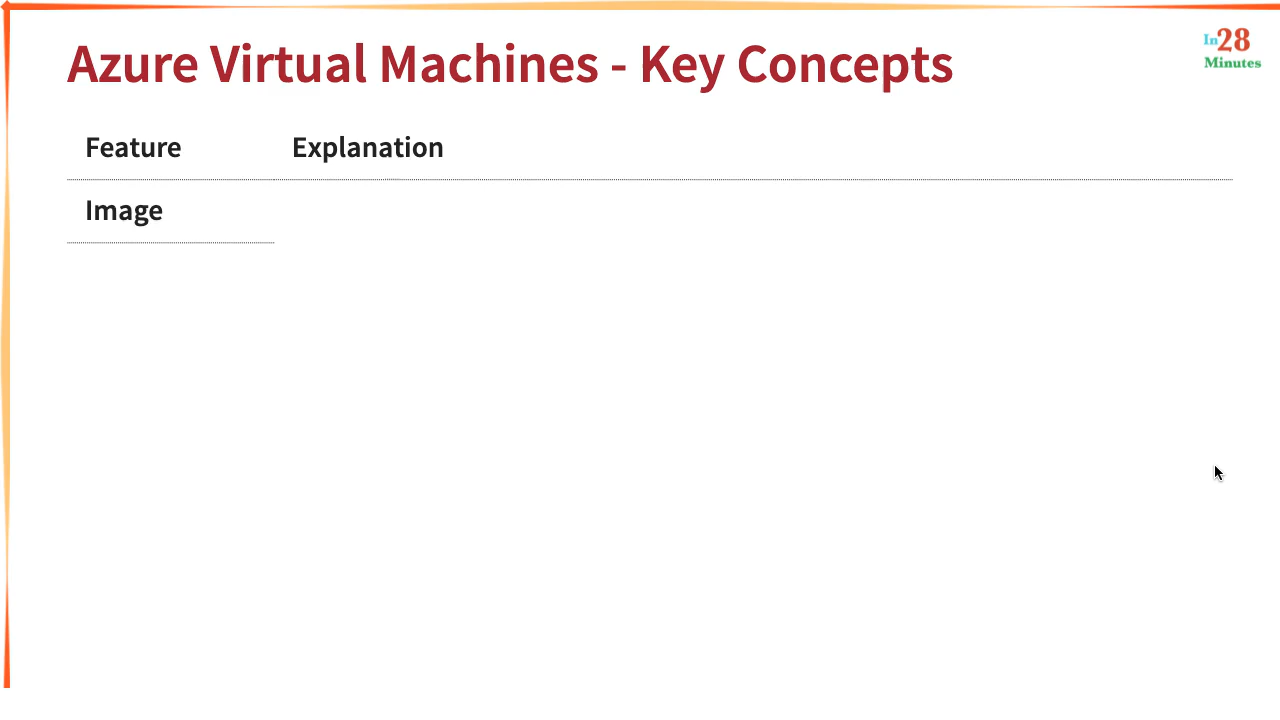 Azure Virtual Machines - Key Concepts
In28
Minutes
Feature Explanation
Image